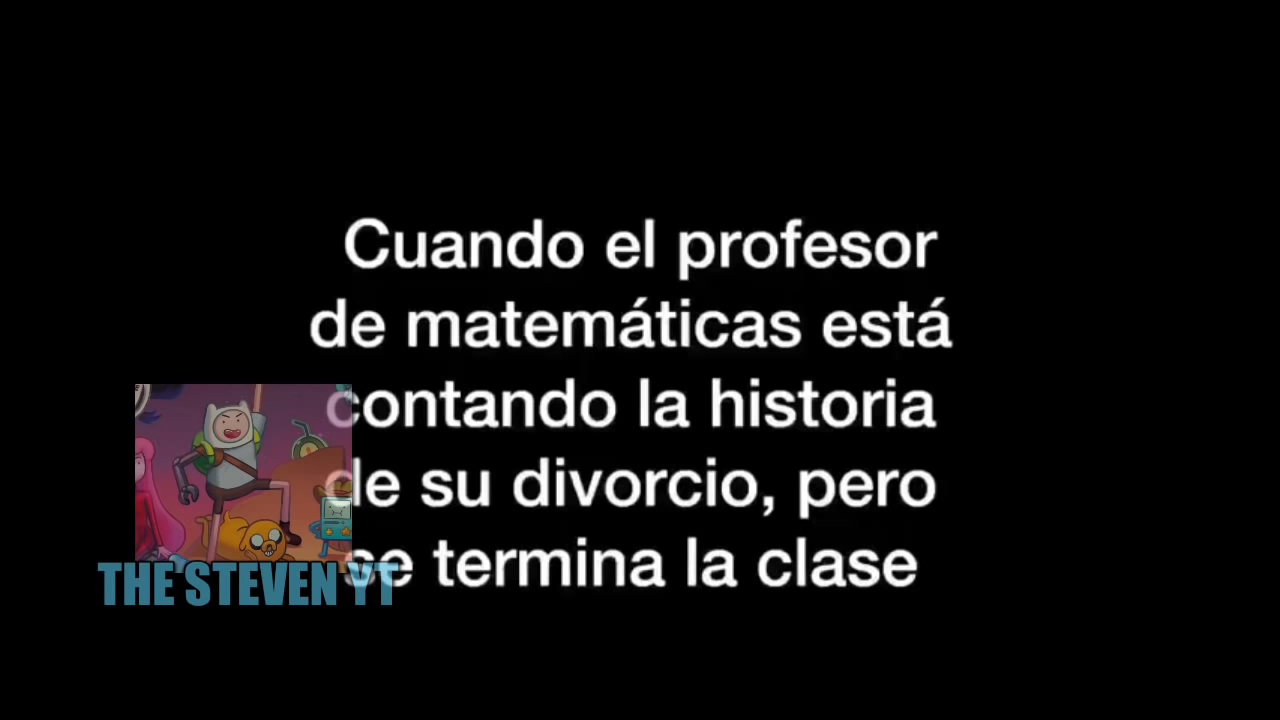 Cuando el profesor
de matemáticas está
contando la historia
de su divorcio, pero
se termina la clase
THE STEVEN YT